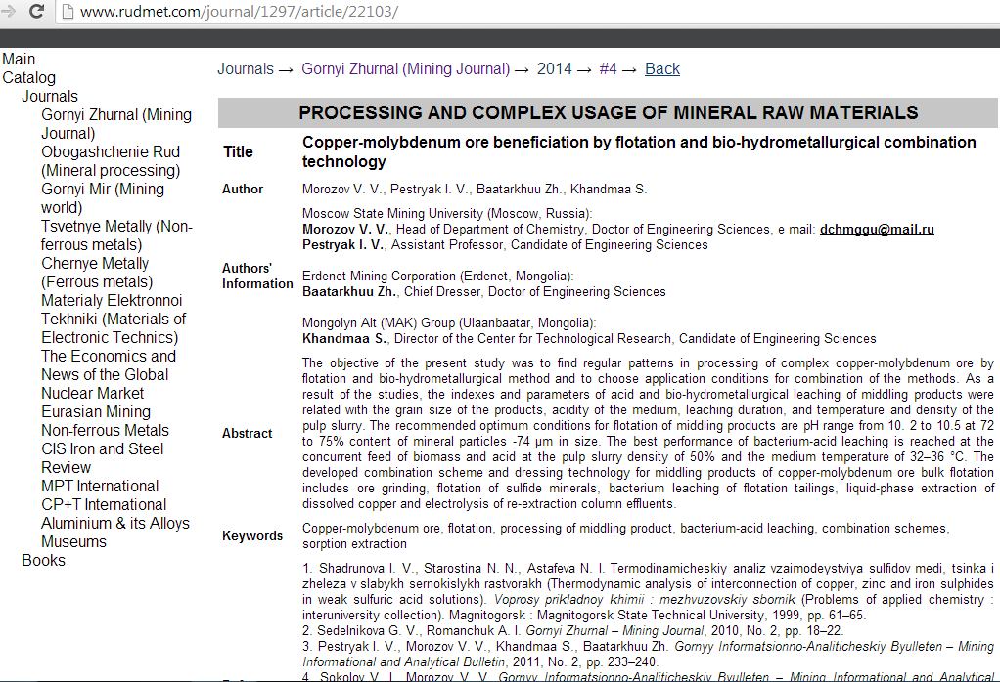 www.rudmet.com/journal/1297/article/22103/
Main
Catalog
Journals
Gornyi Zhurnal (Mining
Journal)
Obogashchenie Rud
(Mineral processing)
Gornyi Mir (Mining
world)
Tsvetnye Metally (Non-
ferrous metals)
Chernye Metally
(Ferrous metals)
Materialy Elektronnoi
Tekhniki (Materials of
Electronic Technics)
The Economics and
News of the Global
Nuclear Market
Eurasian Mining
Non-ferrous Metals
CIS Iron and Steel
Review
MPT International
CP+T International
Aluminium & its Alloys
Museums
Books
Journals → Gornyi Zhurnal (Mining Journal) → 2014 → #4 → Back
PROCESSING AND COMPLEX USAGE OF MINERAL RAW MATERIALS
Title
Copper-molybdenum ore beneficiation by flotation and bio-hydrometallurgical combination
technology
Author
Morozov V. V., Pestryak I. V., Baatarkhuu Zh., Khandmaa S.
Authors'
Information
Moscow State Mining University (Moscow, Russia):
Morozov V. V., Head of Department of Chemistry, Doctor of Engineering Sciences, e mail: dchmggu@mail.ru
Pestryak I. V., Assistant Professor, Candidate of Engineering Sciences
Erdenet Mining Corporation (Erdenet, Mongolia):
Baatarkhuu Zh., Chief Dresser, Doctor of Engineering Sciences
Mongolyn Alt (MAK) Group (Ulaanbaatar, Mongolia):
Khandmaa S., Director of the Center for Technological Research, Candidate of Engineering Sciences
Abstract
The objective of the present study was to find regular patterns in processing of complex copper-molybdenum ore by
flotation and bio-hydrometallurgical method and to choose application conditions for combination of the methods. As a
result of the studies, the indexes and parameters of acid and bio-hydrometallurgical leaching of middling products were
related with the grain size of the products, acidity of the medium, leaching duration, and temperature and density of the
pulp slurry. The recommended optimum conditions for flotation of middling products are pH range from 10. 2 to 10.5 at 72
to 75% content of mineral particles -74 μm in size. The best performance of bacterium-acid leaching is reached at the
concurrent feed of biomass and acid at the pulp slurry density of 50% and the medium temperature of 32–36 °C. The
developed combination scheme and dressing technology for middling products of copper-molybdenum ore bulk flotation
includes ore grinding, flotation of sulfide minerals, bacterium leaching of flotation tailings, liquid-phase extraction of
dissolved copper and electrolysis of re-extraction column effluents.
Keywords
Copper-molybdenum ore, flotation, processing of middling product, bacterium-acid leaching, combination schemes,
sorption extraction
1. Shadrunova I. V., Starostina N. N., Astafeva N. I. Termodinamicheskiy analiz vzaimodeystviya sulfidov medi, tsinka i
zheleza v slabykh sernokislykh rastvorakh (Thermodynamic analysis of interconnection of copper, zinc and iron sulphides
in weak sulfuric acid solutions). Voprosy prikladnoy khimii : mezhvuzovskiy sbornik (Problems of applied chemistry :
interuniversity collection). Magnitogorsk : Magnitogorsk State Technical University, 1999, pp. 61–65.
2. Sedelnikova G. V., Romanchuk A. I. Gornyi Zhurnal – Mining Journal, 2010, No. 2, pp. 18–22.
3. Pestryak I. V., Morozov V. V., Khandmaa S., Baatarkhuu Zh. Gornyy Informatsionno-Analiticheskiy Byulleten – Mining
Informational and Analytical Bulletin, 2011, No. 2, pp. 233–240.
4. Sokolov V. I., Morozov V. V. Gornyy Informatsionno-Analiticheskiy Byulleten – Mining Informational and Analytical